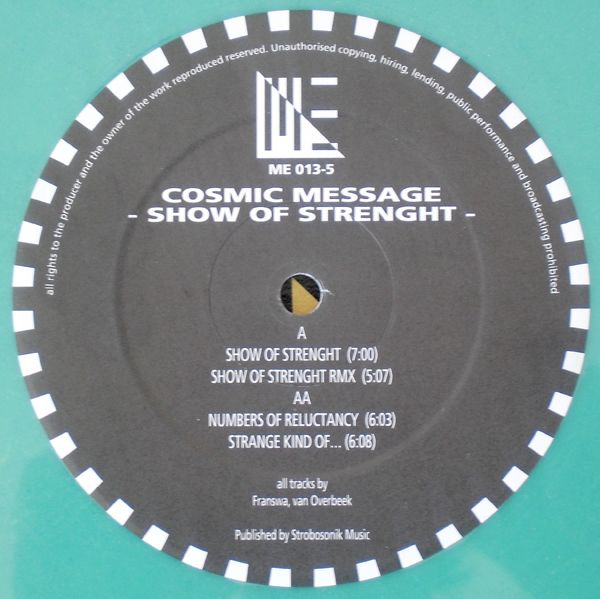 all rights to the producer and the owner of the work reproduced reserved. Unauthorised copying, hiring, lending, public performance and broadcasting prohibited
ME
ME 013-5
COSMIC MESSAGE
- SHOW OF STRENGHT -
A
SHOW OF STRENGHT (7:00)
SHOW OF STRENGHT RMX (5:07)
AA
NUMBERS OF RELUCTANCY (6:03)
STRANGE KIND OF... (6:08)
all tracks by
Franswa, van Overbeek
Published by Strobosonik Music